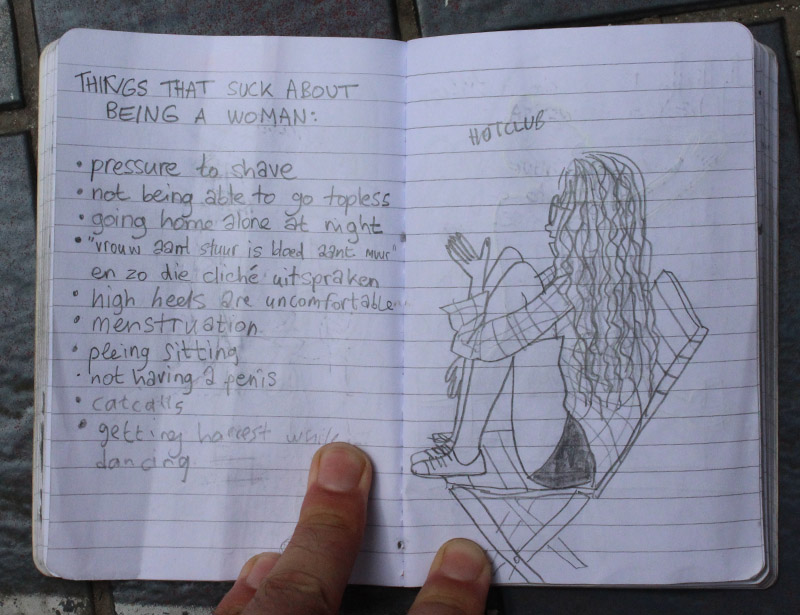 THINGS THAT SUCK ABOUT
BEING A WOMAN:
• pressure to shave
• not being able to go topless
• going home alone at night
• "vrouw aant stuur is bloed aant muur"
en zo die cliché uitspraken
• high heels are uncomfortable
• menstruation
• peeing sitting
• not having a penis
• catcalls
• getting harrest while
dancing
HOTCLUB